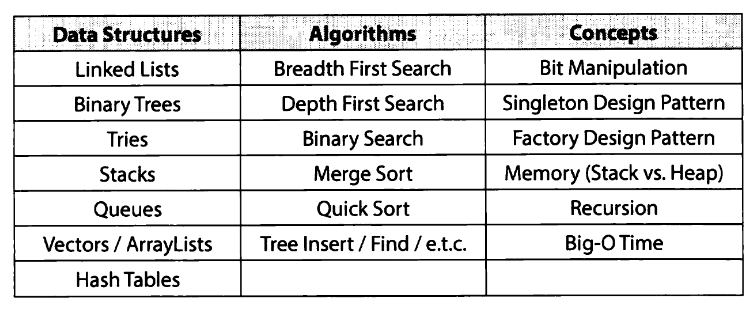 Data Structures Algorithms Concepts
Linked Lists Breadth First Search Bit Manipulation
Binary Trees Depth First Search Singleton Design Pattern
Tries Binary Search Factory Design Pattern
Stacks Merge Sort Memory (Stack vs. Heap)
Queues Quick Sort Recursion
Vectors / ArrayLists Tree Insert / Find / e.t.c. Big-O Time
Hash Tables